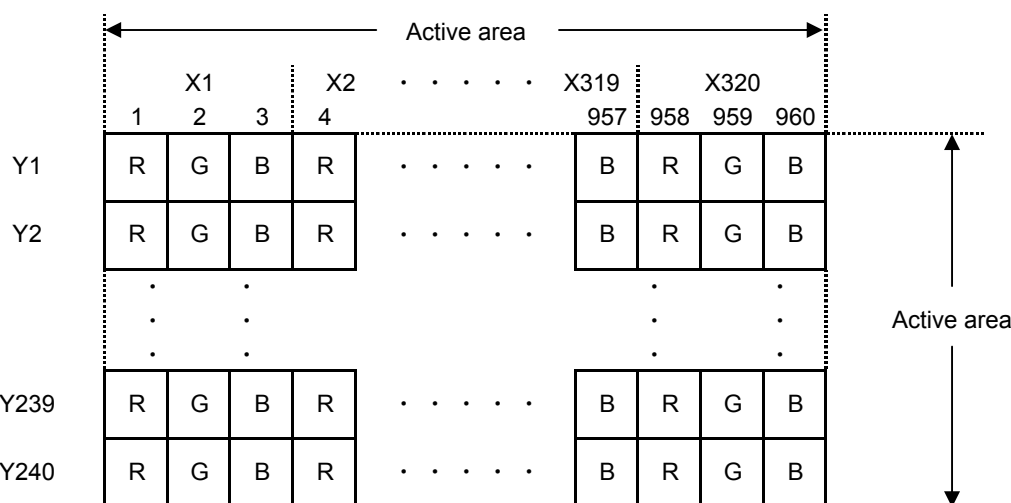 Active area
X1 X2 · · · · · X319 X320
1 2 3 4 957 958 959 960
Y1 R G B R · · · · · B R G B
Y2 R G B R · · · · · B R G B
· · · ·
· · · ·
· · · ·
Active area
Y239 R G B R · · · · · B R G B
Y240 R G B R · · · · · B R G B